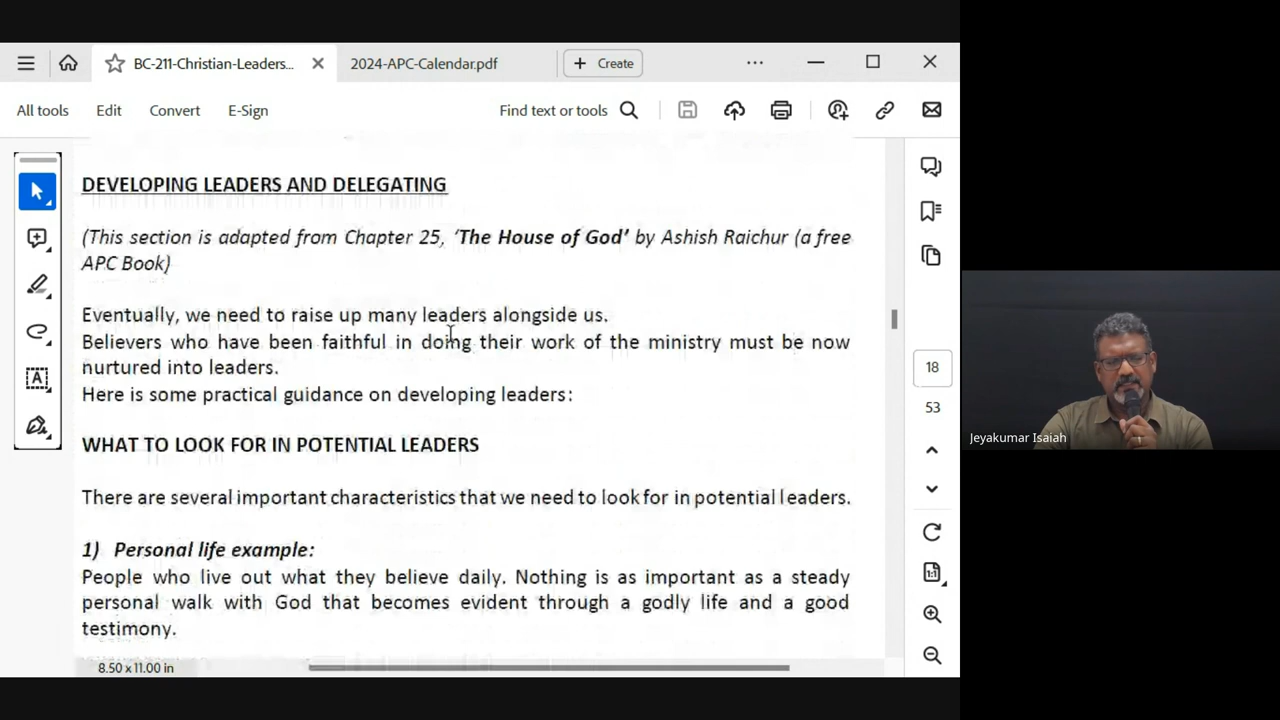 BC-211-Christian-Leaders...
2024-APC-Calendar.pdf
Create
All tools
Edit
Convert
E-Sign
Find text or tools
DEVELOPING LEADERS AND DELEGATING
(This section is adapted from Chapter 25, ‘The House of God’ by Ashish Raichur (a free
APC Book)
Eventually, we need to raise up many leaders alongside us.
Believers who have been faithful in doing their work of the ministry must be now
nurtured into leaders.
Here is some practical guidance on developing leaders:
WHAT TO LOOK FOR IN POTENTIAL LEADERS
There are several important characteristics that we need to look for in potential leaders.
1) Personal life example:
People who live out what they believe daily. Nothing is as important as a steady
personal walk with God that becomes evident through a godly life and a good
testimony.
8.50 x 11.00 in
18
53
1:1
Jeyakumar Isaiah